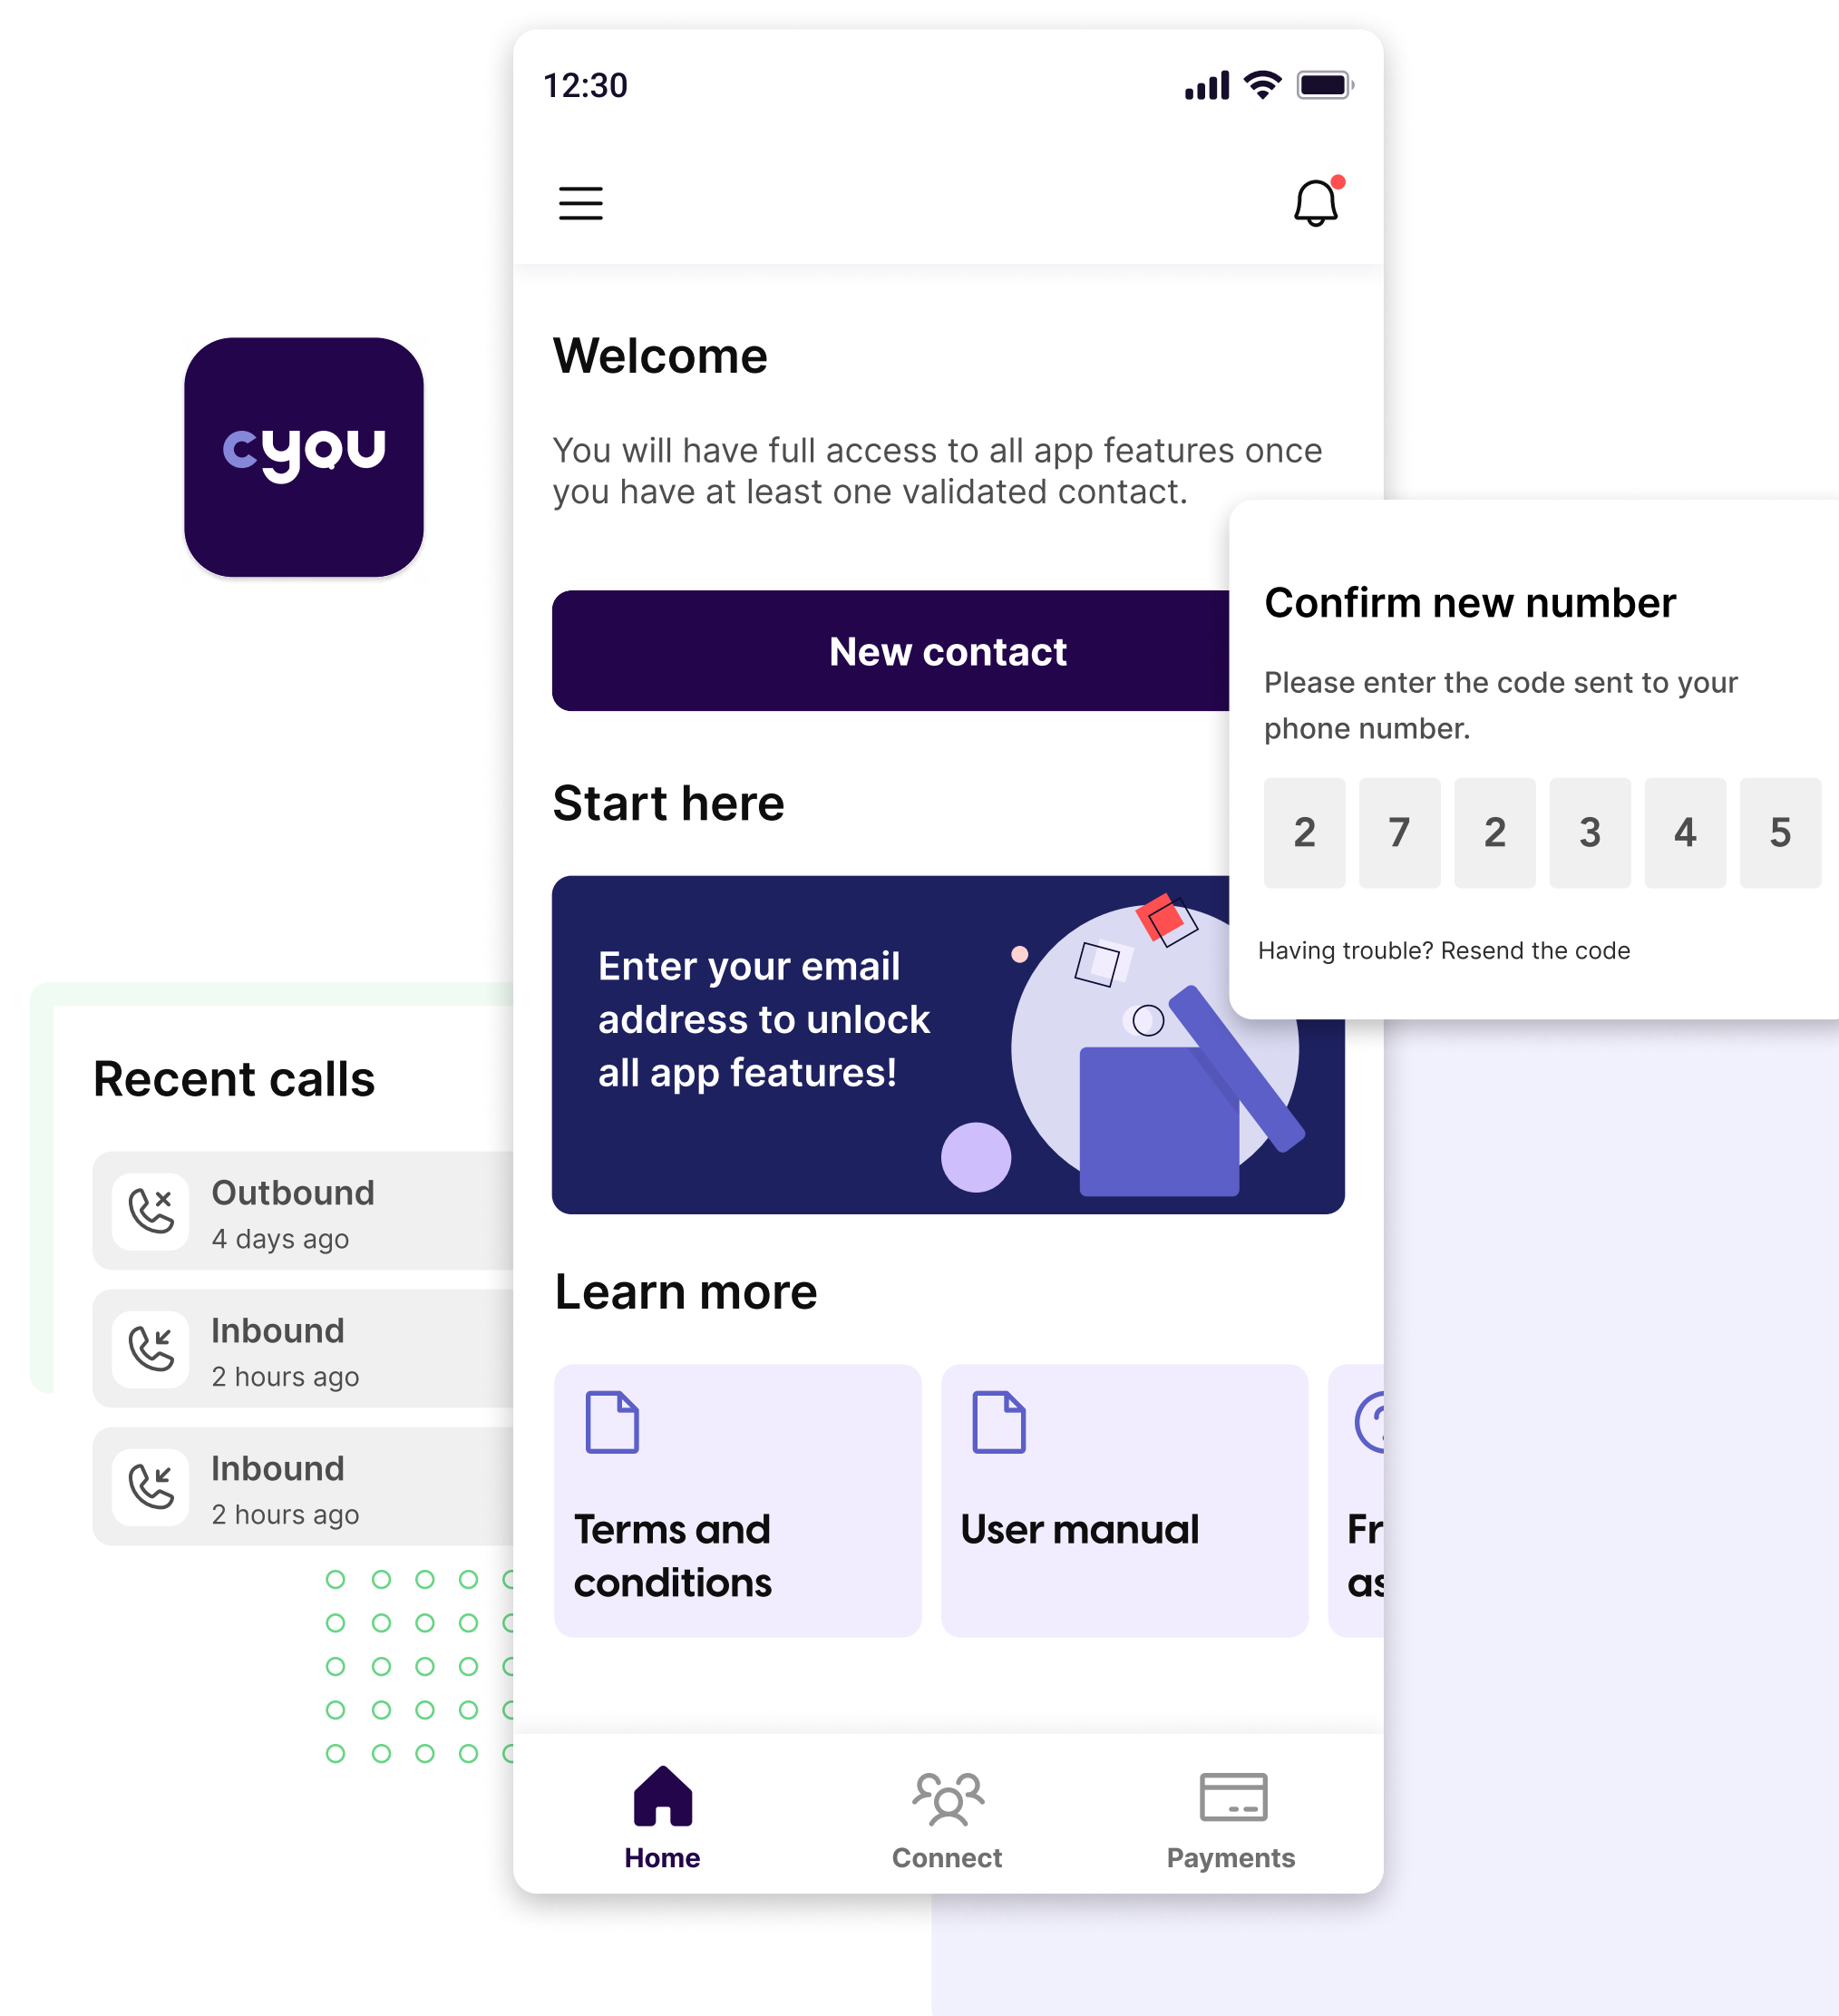 12:30
cyou
Welcome
You will have full access to all app features once
you have at least one validated contact.
New contact
Confirm new number
Please enter the code sent to your
phone number.
2 7 2 3 4 5
Having trouble? Resend the code
Start here
Enter your email
address to unlock
all app features!
Recent calls
Outbound
4 days ago
Inbound
2 hours ago
Inbound
2 hours ago
Learn more
Terms and
conditions
User manual
Home
Connect
Payments